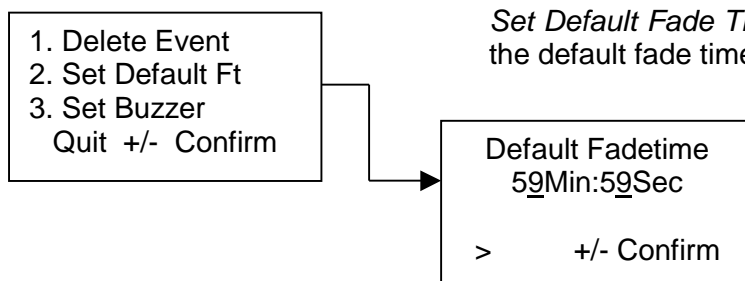 Set Default Fade
the default fade time
1. Delete Event
2. Set Default Ft
3. Set Buzzer
Quit +/- Confirm
Default Fadetime
59Min:59Sec
> +/- Confirm